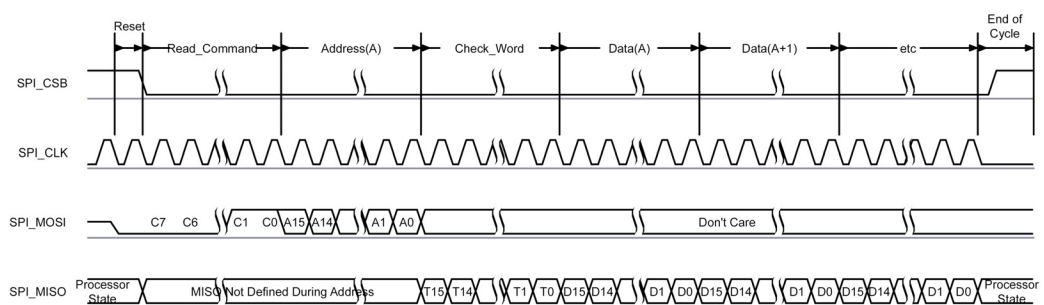 Reset
End of
Cycle
Read_Command Address(A) Check_Word Data(A) Data(A+1) etc
SPI_CSB
SPI_CLK
SPI_MOSI C7 C6 C1 C0 A15 A14 A1 A0 Don't Care
SPI_MISO Processor State MISO Not Defined During Address T15 T14 T1 T0 D15 D14 D1 D0 D15 D14 D1 D0 D15 D14 D1 D0 Processor State